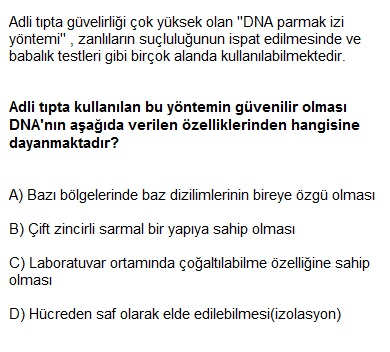 Adli tıpta güvelirliği çok yüksek olan "DNA parmak izi
yöntemi" , zanlıların suçluluğunun ispat edilmesinde ve
babalık testleri gibi birçok alanda kullanılabilmektedir.
Adli tıpta kullanılan bu yöntemin güvenilir olması
DNA'nın aşağıda verilen özelliklerinden hangisine
dayanmaktadır?
A) Bazı bölgelerinde baz dizilimlerinin bireye özgü olması
B) Çift zincirli sarmal bir yapıya sahip olması
C) Laboratuvar ortamında çoğaltılabilme özelliğine sahip
olması
D) Hücreden saf olarak elde edilebilmesi(izolasyon)